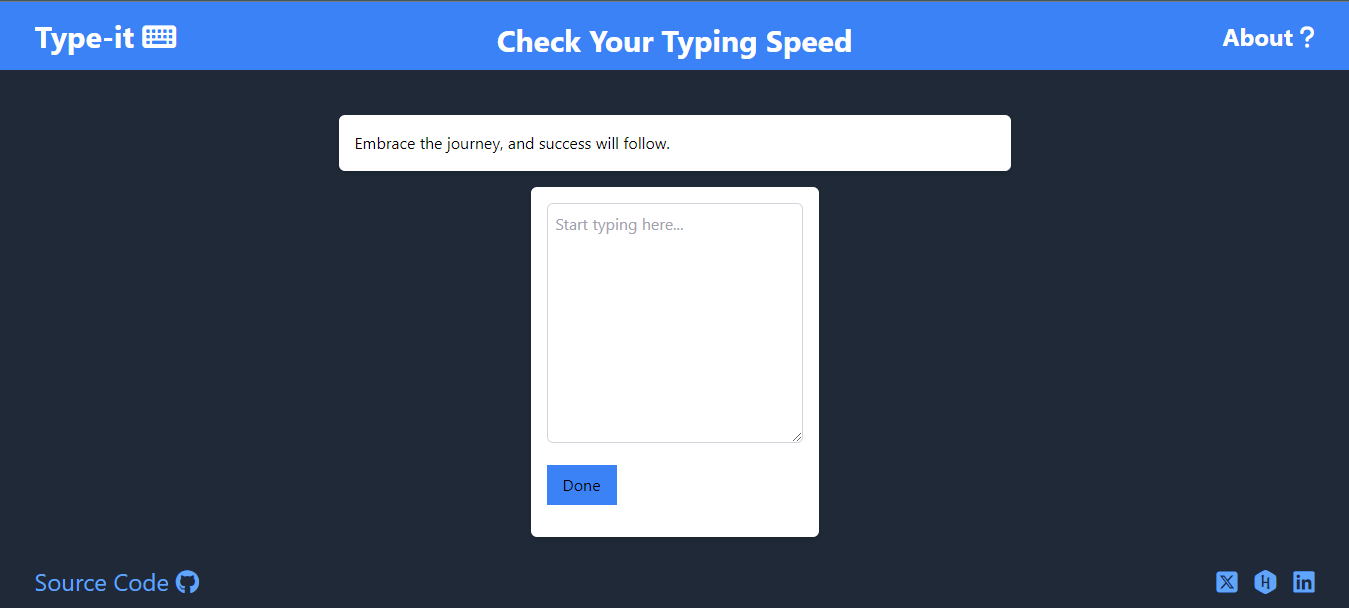 Type-it
Check Your Typing Speed
About ?
Embrace the journey, and success will follow.
Start typing here...
Done
Source Code